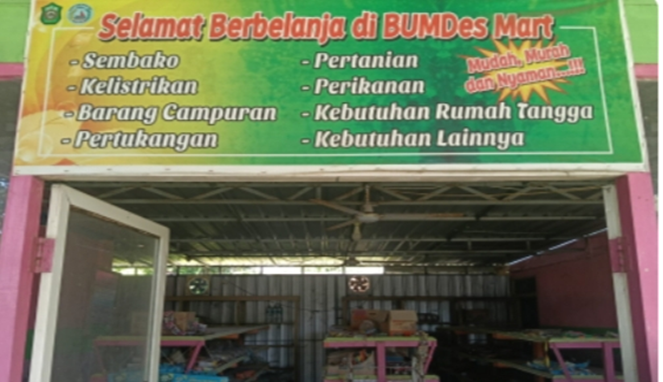 Selamat Berbelanja di BUMDes Mart
- Sembako
- Kelistrikan
- Barang Campuran
- Pertukangan
- Pertanian
- Perikanan
- Kebutuhan Rumah Tangga
- Kebutuhan Lainnya
Mudah, Murah
dan Nyaman...!!!